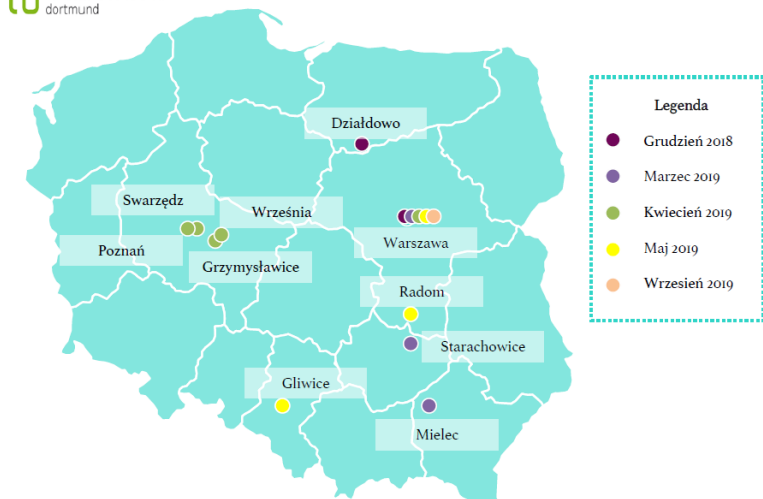 tu dortmund
Działdowo
Swarzędz
Września
Poznań
Grzymysławice
Warszawa
Radom
Starachowice
Gliwice
Mielec
Legenda
Grudzień 2018
Marzec 2019
Kwiecień 2019
Maj 2019
Wrzesień 2019